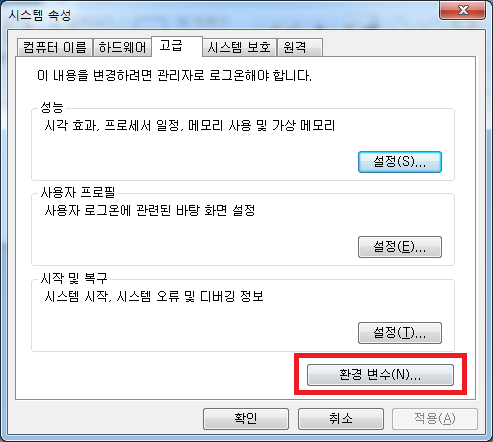 시스템 속성
컴퓨터 이름 하드웨어 고급 시스템 보호 원격
이 내용을 변경하려면 관리자로 로그온해야 합니다.
성능
시각 효과, 프로세서 일정, 메모리 사용 및 가상 메모리
설정(S)...
사용자 프로필
사용자 로그온에 관련된 바탕 화면 설정
설정(E)...
시작 및 복구
시스템 시작, 시스템 오류 및 디버깅 정보
설정(T)...
환경 변수(N)...
확인 취소 적용(A)